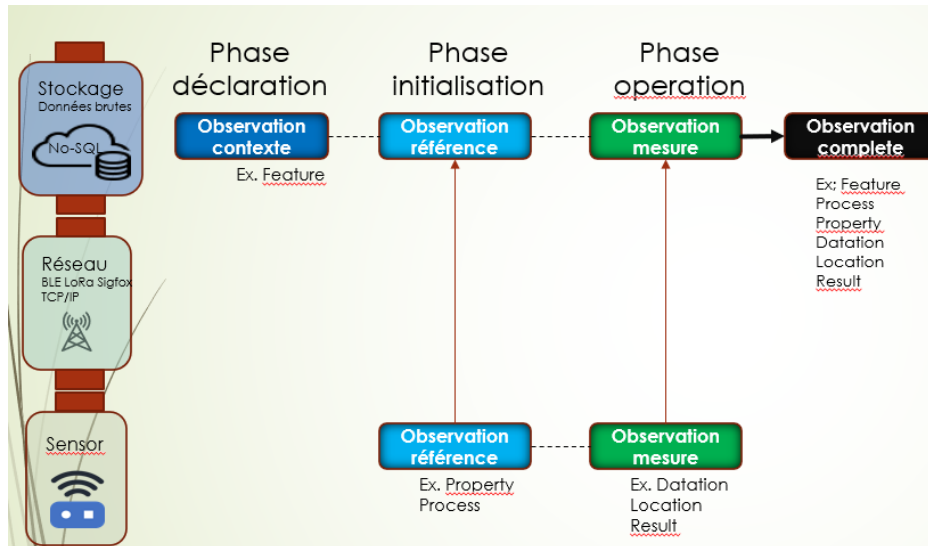 Phase
déclaration
Phase
initialisation
Phase
operation
Stockage
Données brutes
No-SQL
Observation
contexte
Ex. Feature
Observation
référence
Observation
mesure
Observation
complete
Ex; Feature
Process
Property
Datation
Location
Result
Réseau
BLE LoRa Sigfox
TCP/IP
Sensor
Observation
référence
Ex. Property
Process
Observation
mesure
Ex. Datation
Location
Result